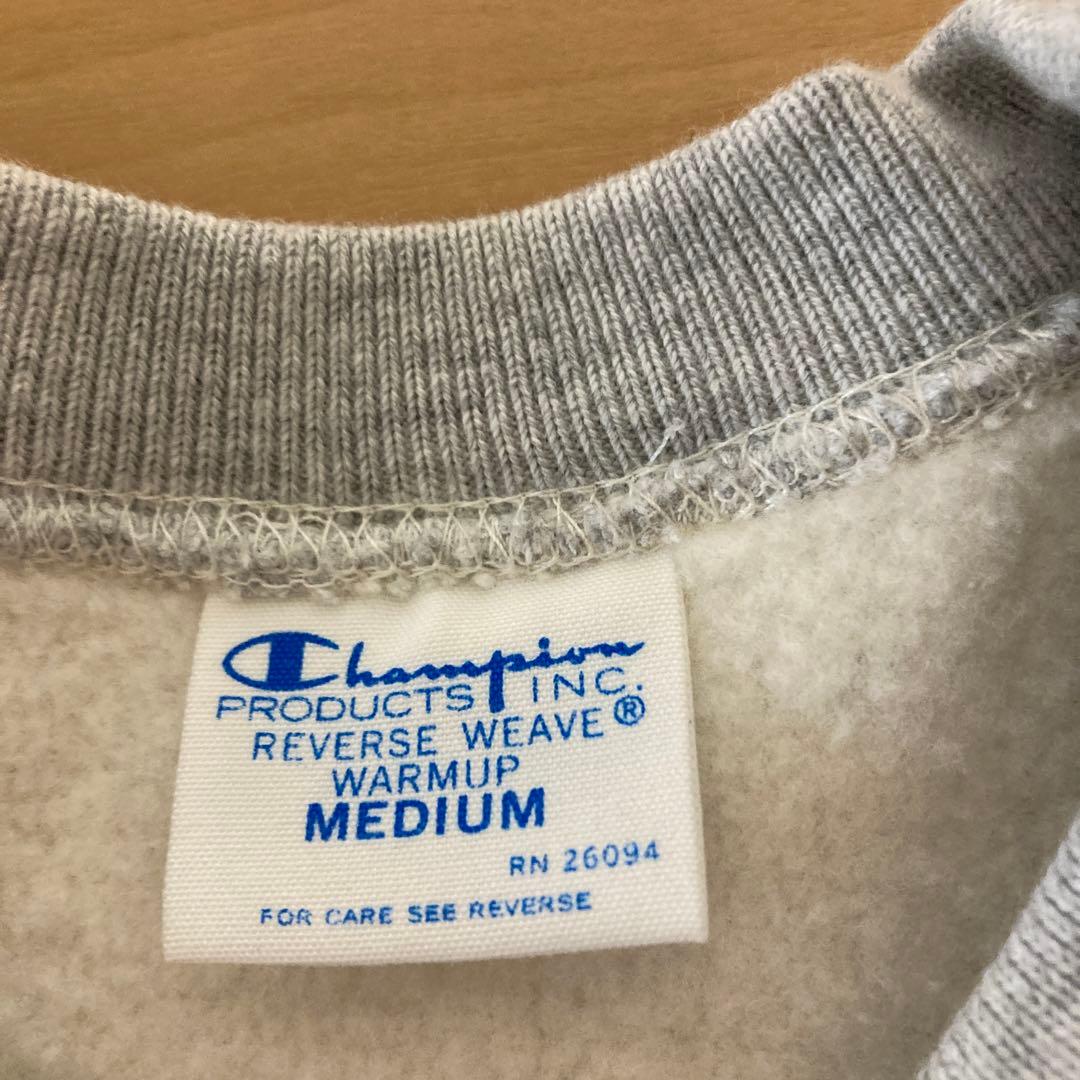 Champion
PRODUCTS INC.
REVERSE WEAVE®
WARMUP
MEDIUM
RN 26094
FOR CARE SEE REVERSE